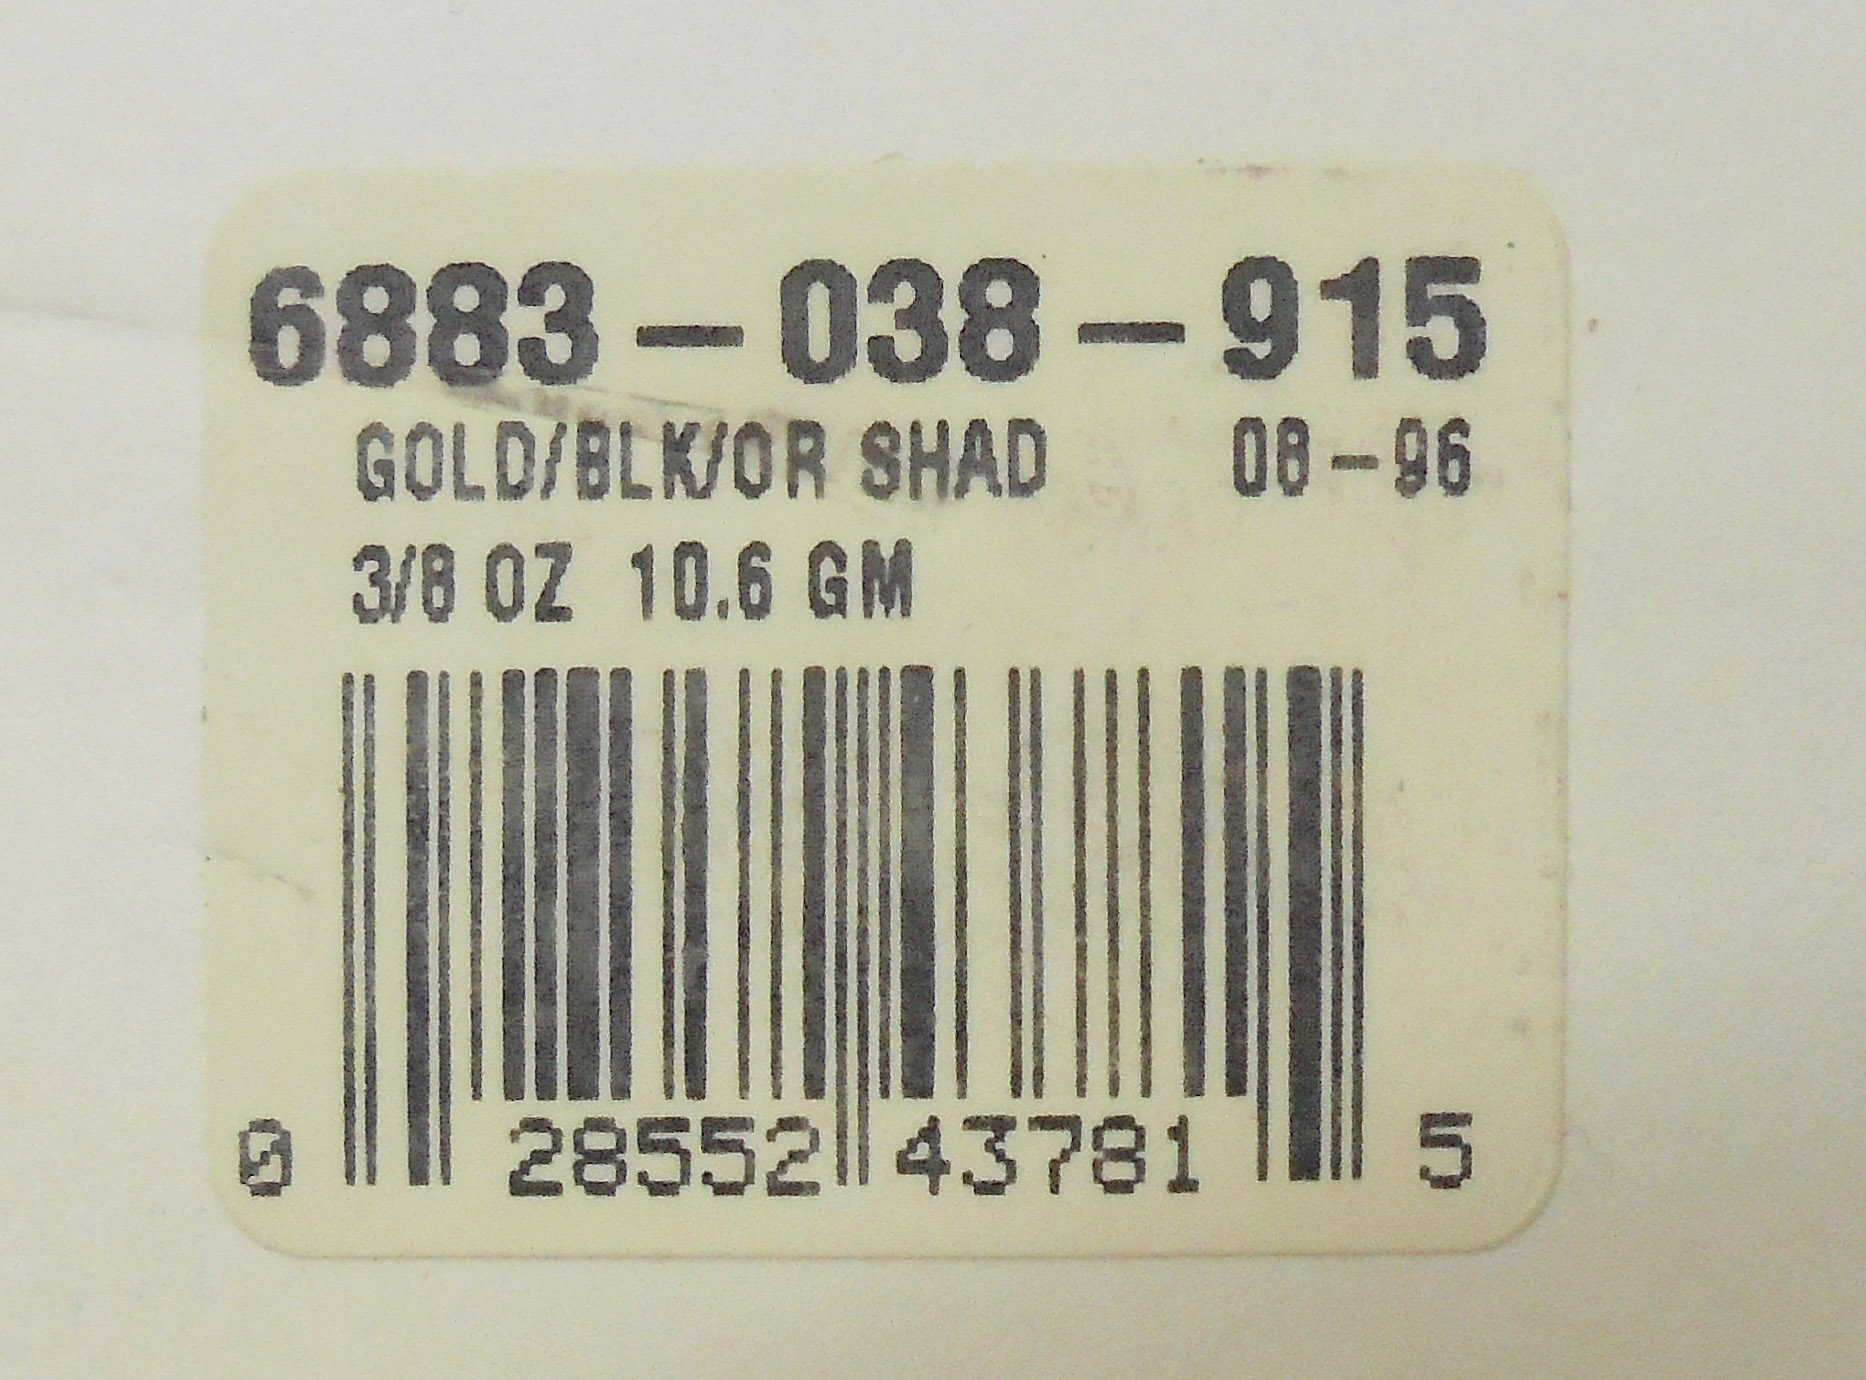 6883-038-915
GOLD/BLK/OR SHAD 08-96
3/8 OZ 10.6 GM
0 28552 43781 5